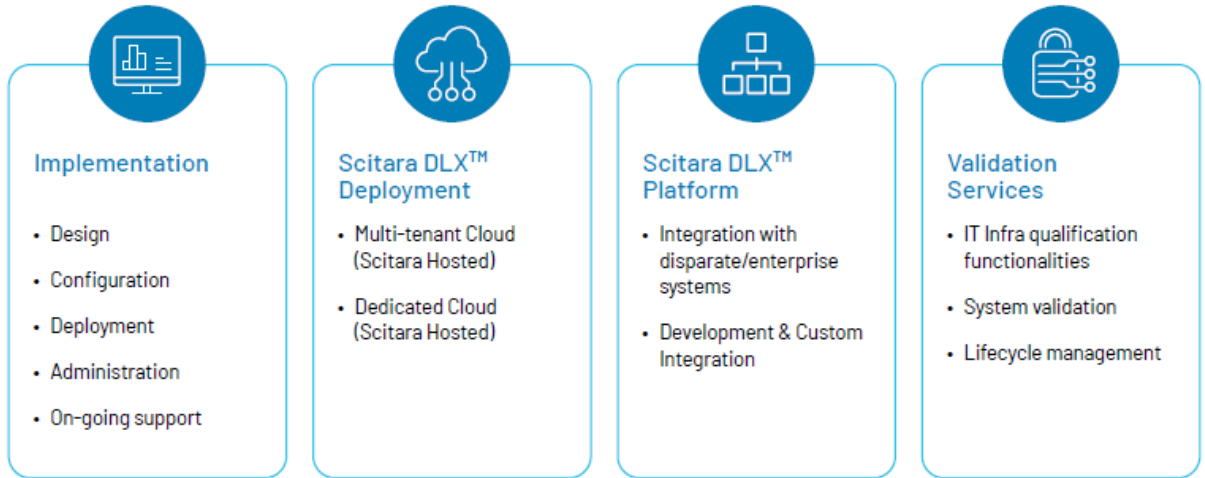 Implementation
• Design
• Configuration
• Deployment
• Administration
• On-going support
Scitara DLX™
Deployment
• Multi-tenant Cloud
(Scitara Hosted)
• Dedicated Cloud
(Scitara Hosted)
Scitara DLX™
Platform
• Integration with
disparate/enterprise
systems
• Development & Custom
Integration
Validation
Services
• IT Infra qualification
functionalities
• System validation
• Lifecycle management